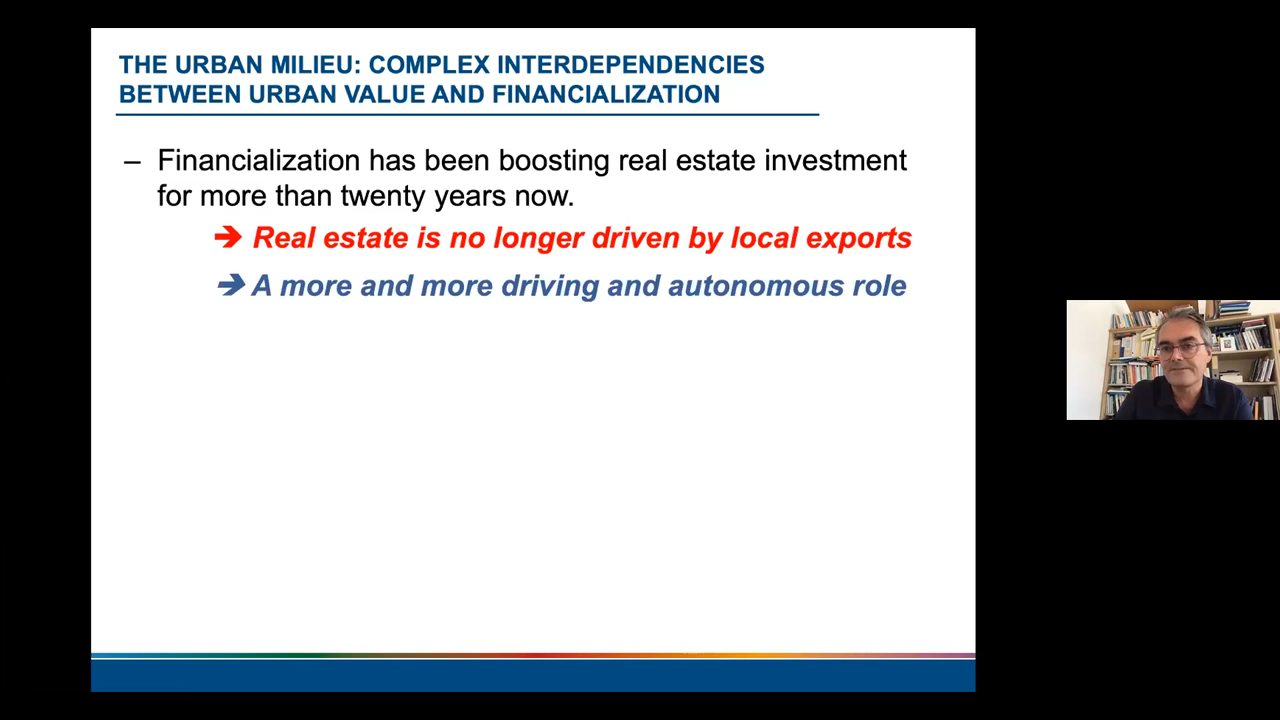 THE URBAN MILIEU: COMPLEX INTERDEPENDENCIES
BETWEEN URBAN VALUE AND FINANCIALIZATION
– Financialization has been boosting real estate investment
for more than twenty years now.
➔ Real estate is no longer driven by local exports
➔ A more and more driving and autonomous role